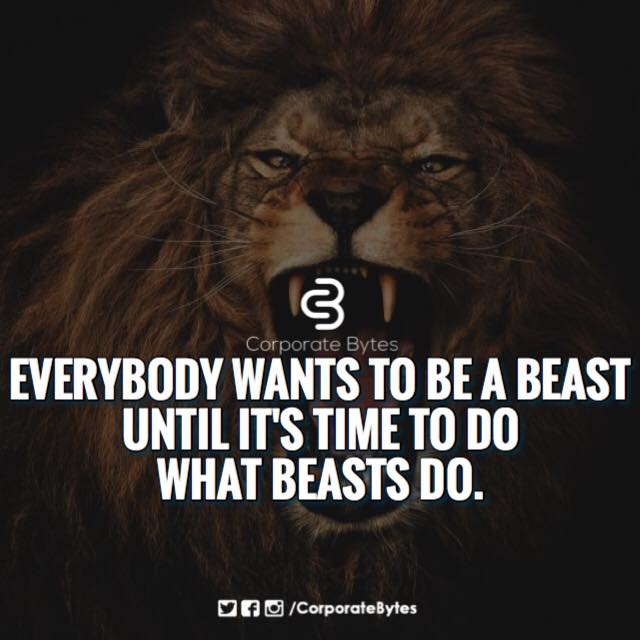 Corporate Bytes
EVERYBODY WANTS TO BE A BEAST
UNTIL IT'S TIME TO DO
WHAT BEASTS DO.
/CorporateBytes